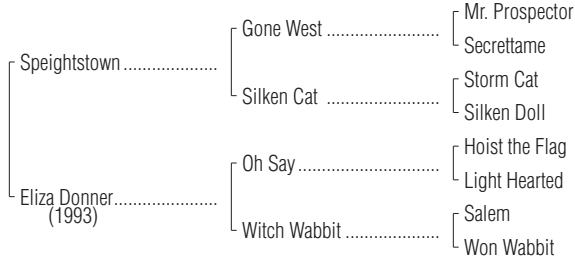 Mr. Prospector
Gone West ........................
Secrettame
Speightstown ....................
Storm Cat
Silken Cat ........................
Silken Doll
Hoist the Flag
Oh Say ..............................
Light Hearted
Eliza Donner......................
(1993)
Salem
Witch Wabbit ....................
Won Wabbit